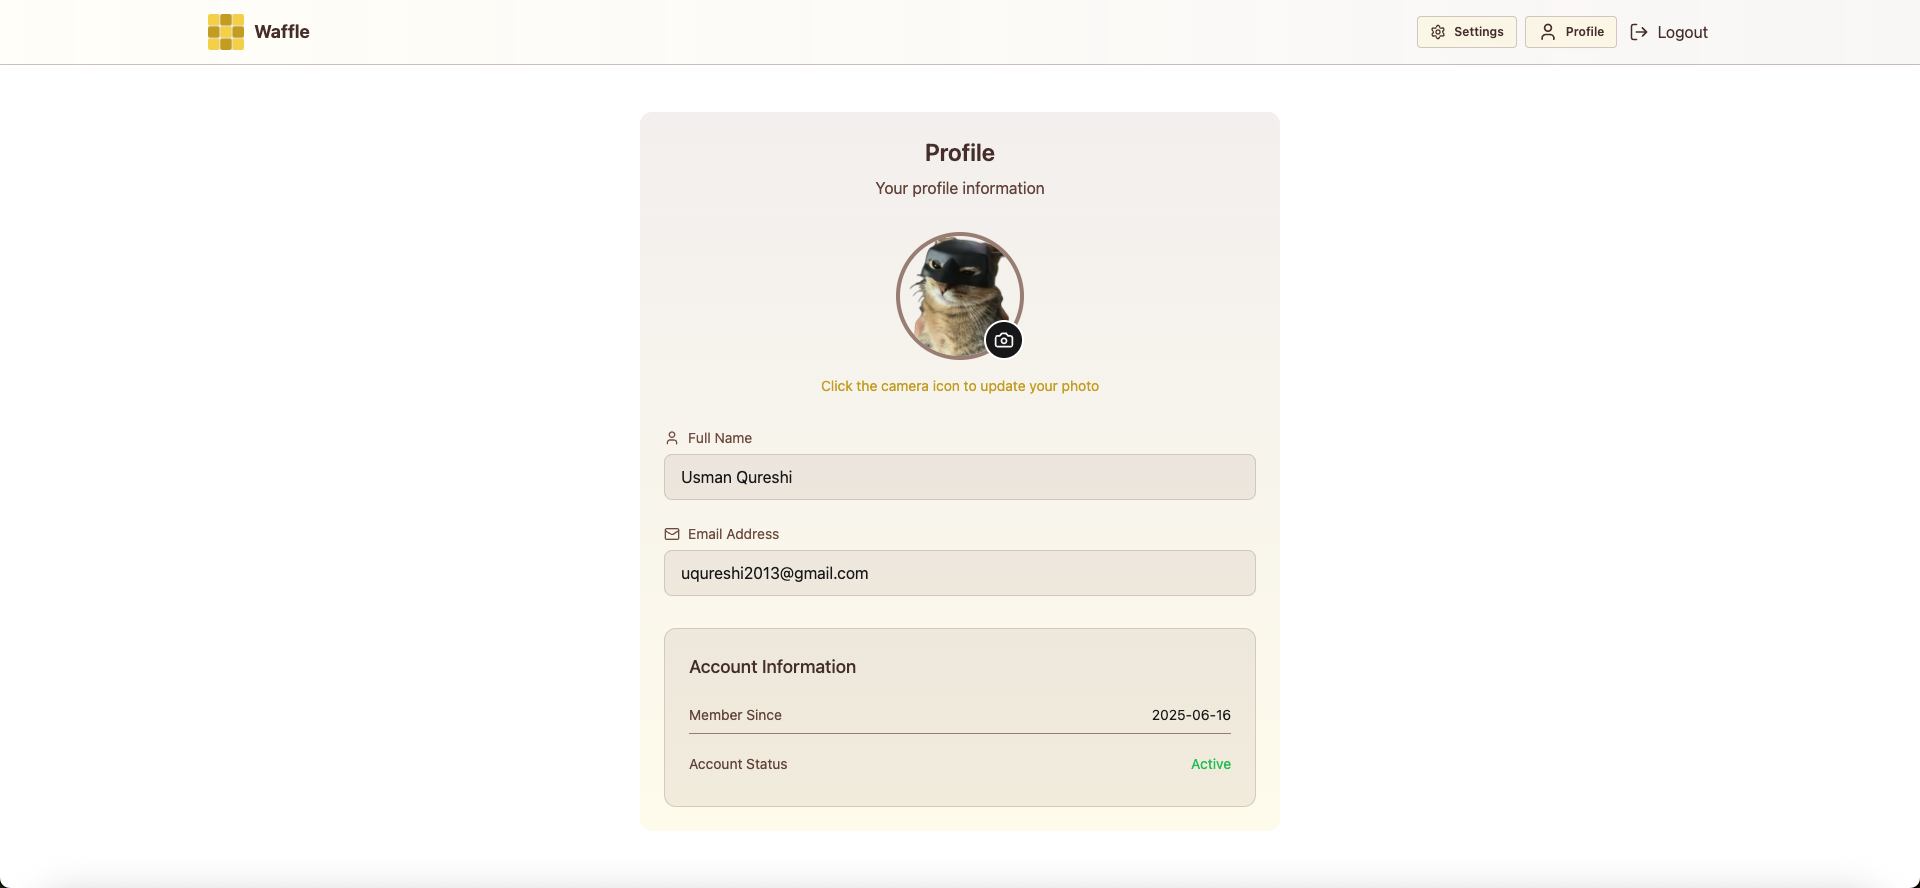 Waffle
Settings
Profile
Logout
Profile
Your profile information
Click the camera icon to update your photo
Full Name
Usman Qureshi
Email Address
uqureshi2013@gmail.com
Account Information
Member Since 2025-06-16
Account Status Active